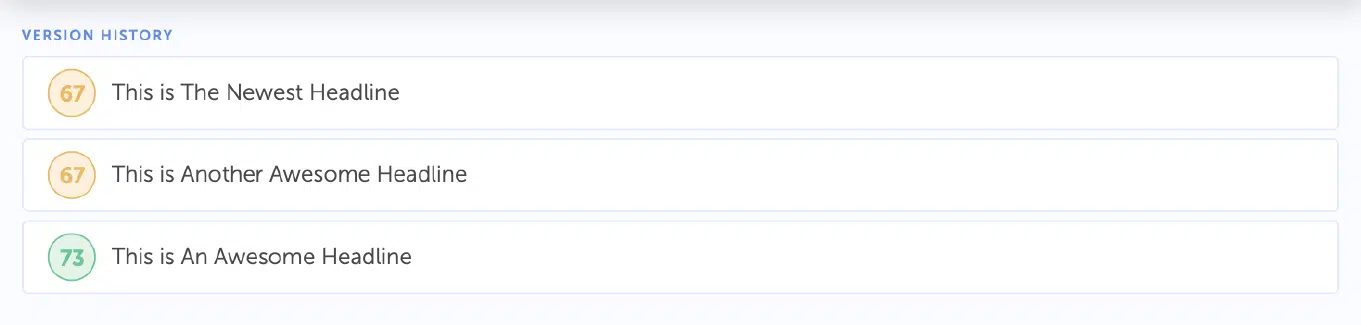 VERSION HISTORY
67 This is The Newest Headline
67 This is Another Awesome Headline
73 This is An Awesome Headline